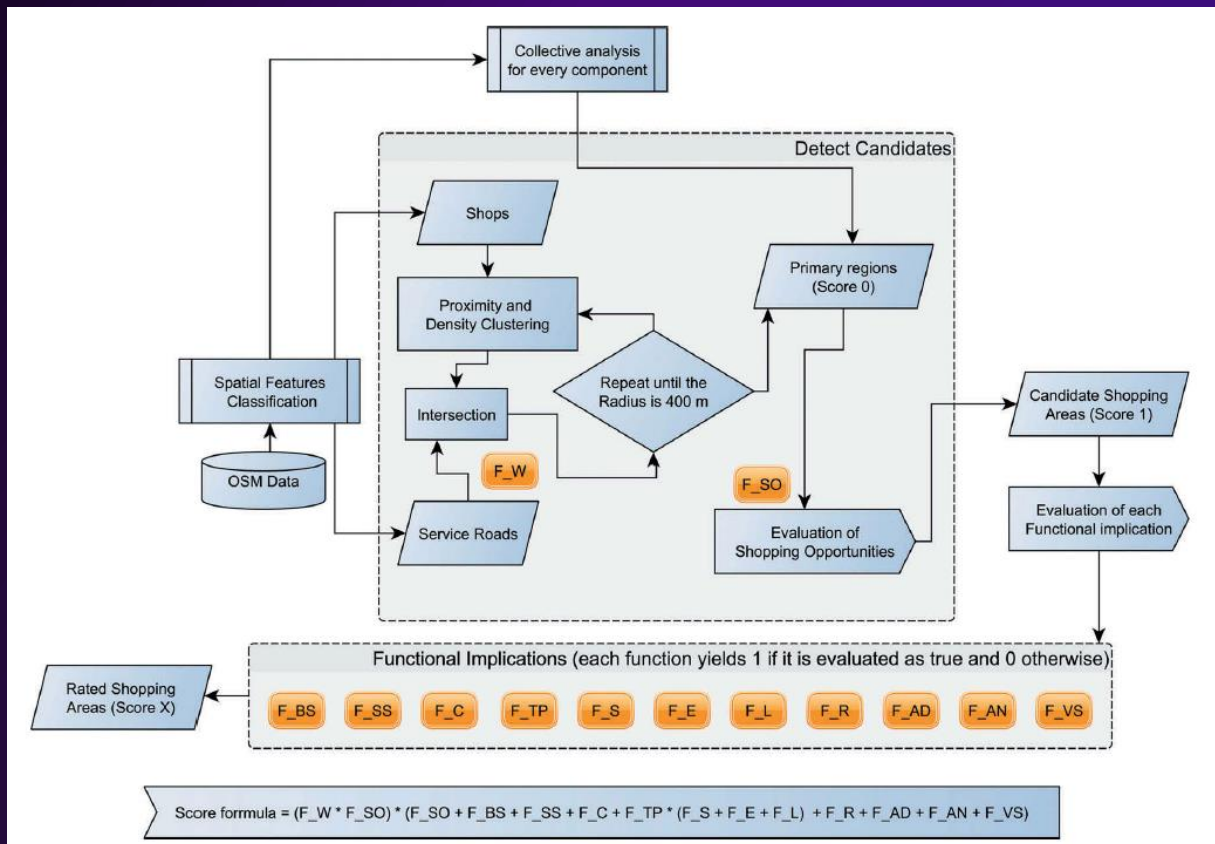 Collective analysis
for every component
Detect Candidates
Shops
Proximity and
Density Clustering
Primary regions
(Score 0)
Spatial Features
Classification
Repeat until the
Radius is 400 m
Intersection
Candidate Shopping
Areas (Score 1)
OSM Data
F_W
F_SO
Service Roads
Evaluation of
Shopping Opportunities
Evaluation of each
Functional implication
Functional Implications (each function yields 1 if it is evaluated as true and 0 otherwise)
Rated Shopping
Areas (Score X)
F_BS F_SS F_C F_TP F_S F_E F_L F_R F_AD F_AN F_VS
Score formrula = (F_W * F_SO) * (F_SO + F_BS + F_SS + F_C + F_TP * (F_S + F_E + F_L) + F_R + F_AD + F_AN + F_VS)